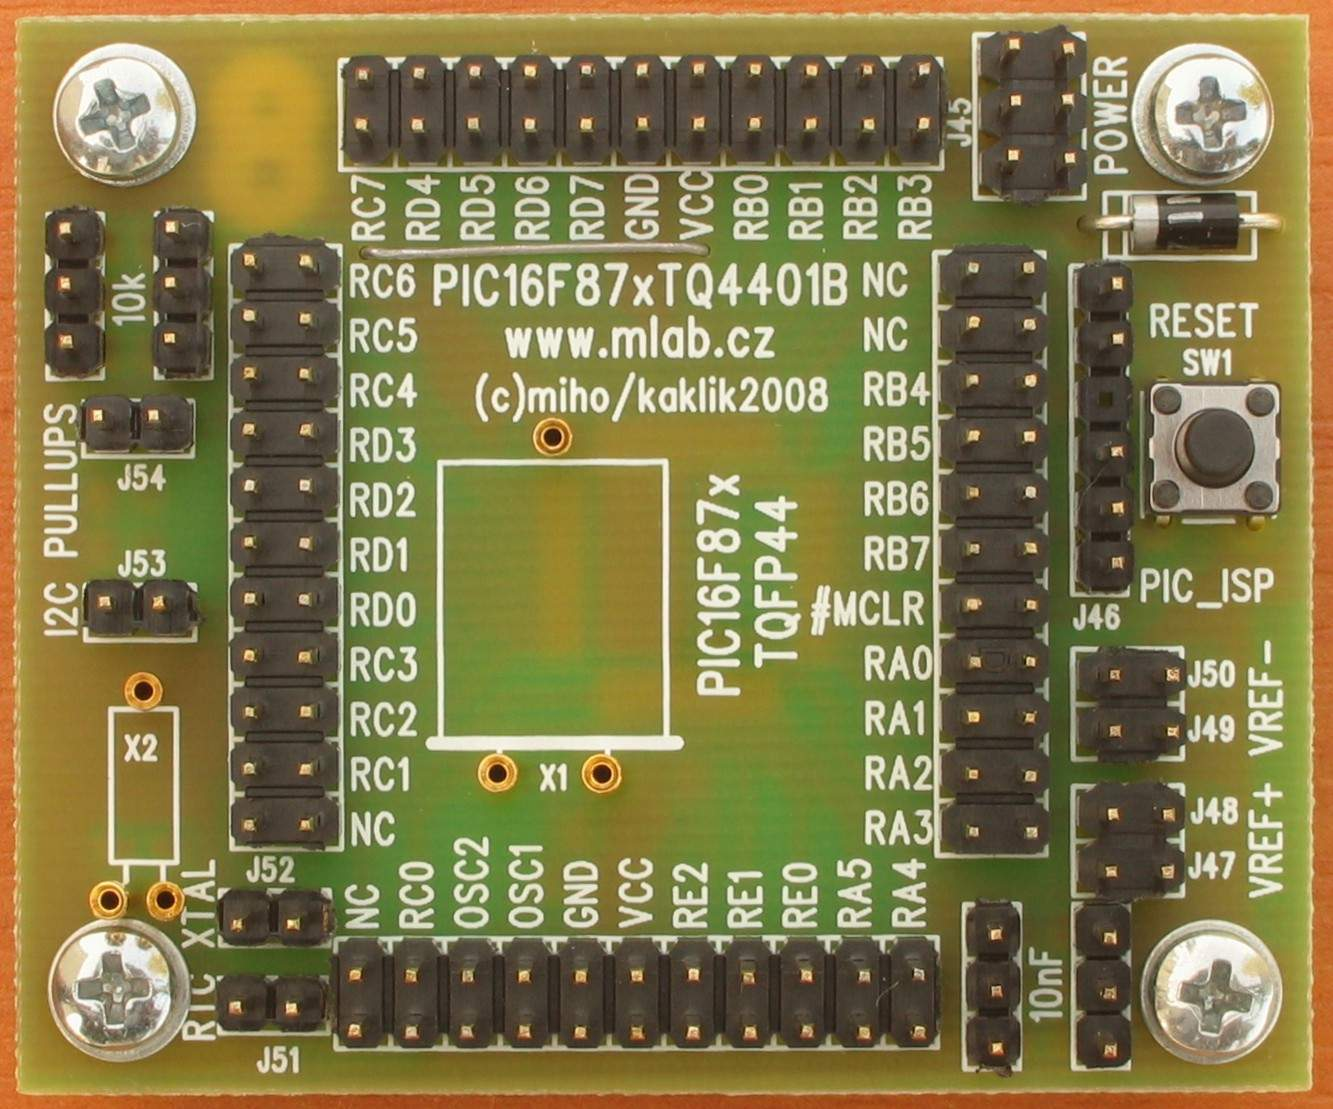 J45
POWER
RC7
RD4
RD5
RD6
RD7
GND
VCC
RB0
RB1
RB2
RB3
10k
RC6
PIC16F87xTQ4401B
NC
www.mlab.cz
(c)miho/kaklik2008
RC5
RC4
RD3
RD2
RD1
RD0
RC3
RC2
RC1
NC
NC
RB4
RB5
RB6
RB7
#MCLR
RA0
RA1
RA2
RA3
RESET
SW1
PIC_ISP
J46
I2C PULLUPS
J54
J53
PIC16F87x
TQFP44
X1
X2
J50
J49
VREF-
J48
J47
VREF+
J52
RTC XTAL
J51
NC
RC0
OSC2
OSC1
GND
VCC
RE2
RE1
RE0
RA5
RA4
10nF